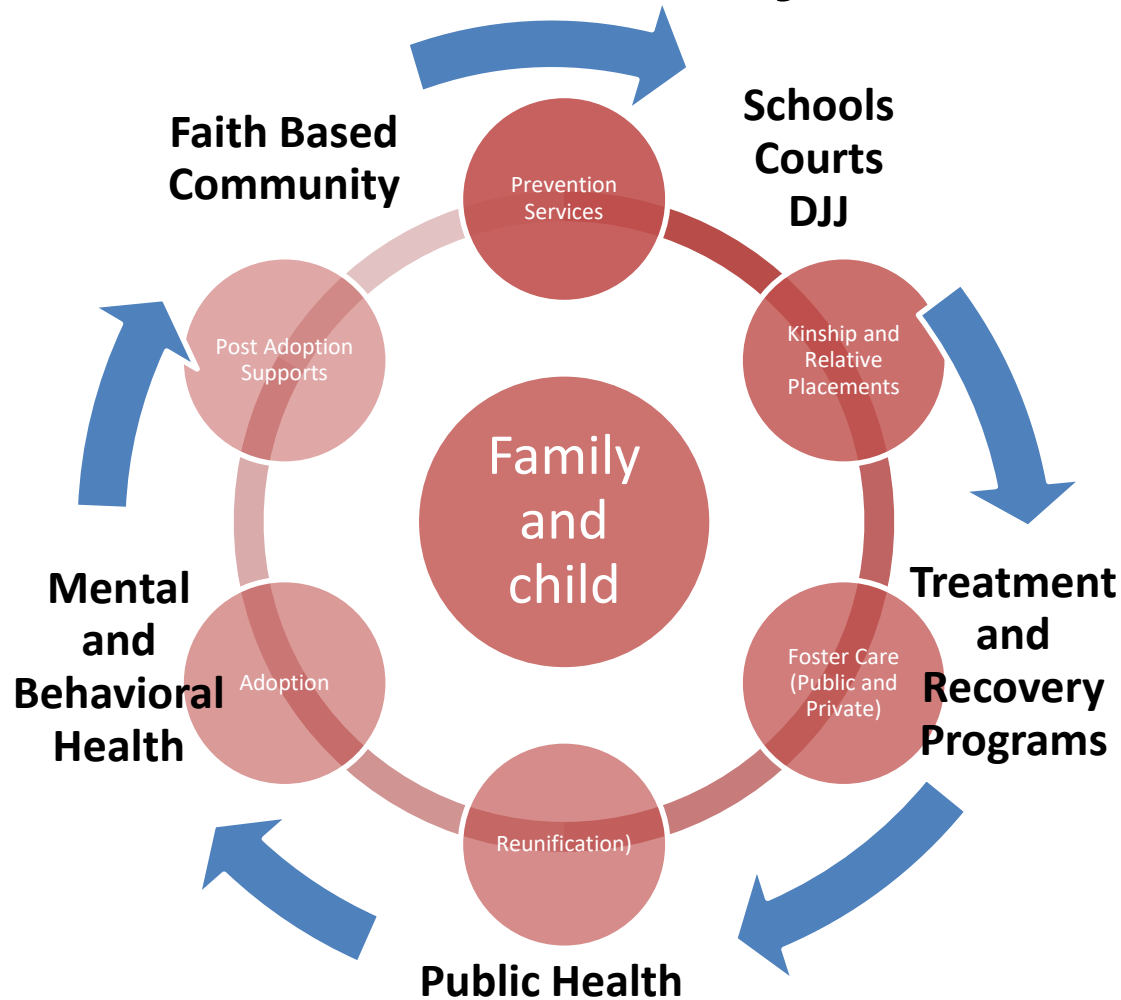 Faith Based
Community
Schools
Courts
DJJ
Prevention
Services
Post Adoption
Supports
Kinship and
Relative
Placements
Family
and
child
Mental
and
Behavioral
Health
Adoption
Foster Care
(Public and
Private)
Treatment
and
Recovery
Programs
Reunification)
Public Health